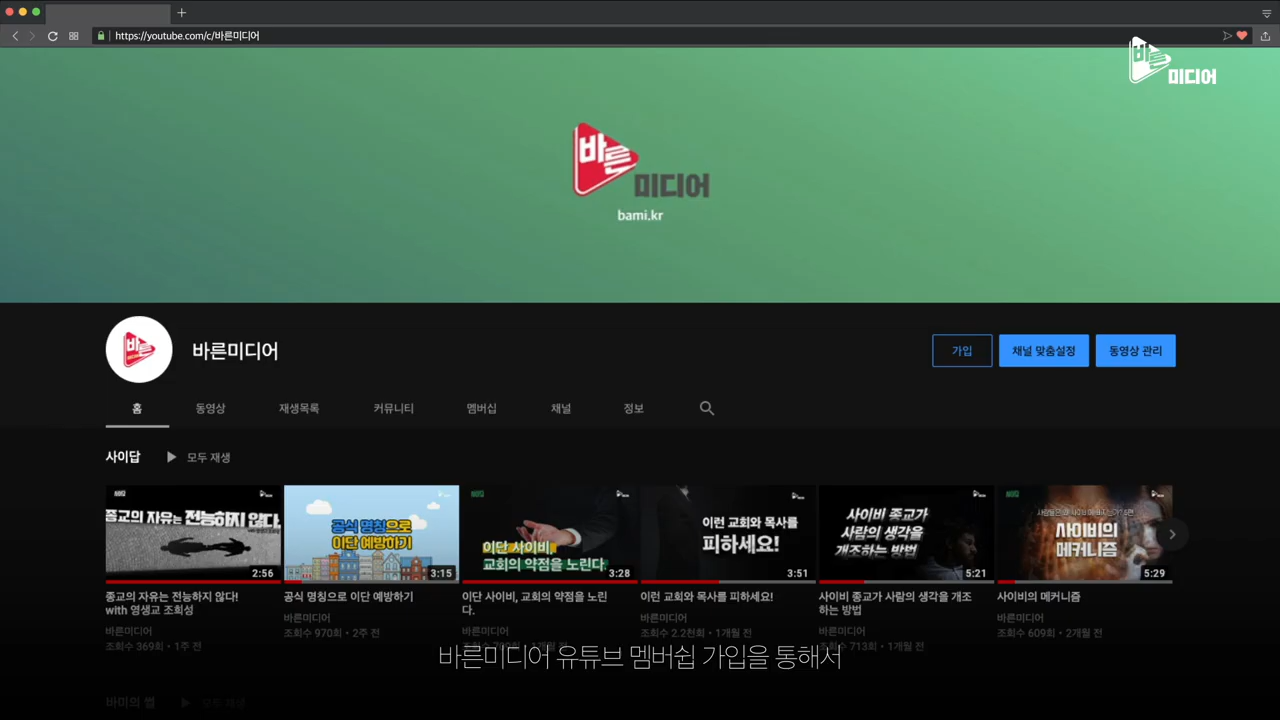 https://youtube.com/c/바른미디어
바른
미디어
바른
미디어
bami.kr
바른
바른미디어
가입
채널 맞춤설정
동영상 관리
홈
동영상
재생목록
커뮤니티
멤버십
채널
정보
사이답
모두 재생
종교의 자유는 전능하지 않다.
2:56
공식 명칭으로
이단 예방하기
3:15
이단 사이비,
교회의 약점을 노린다.
3:28
이런 교회와 목사를
피하세요!
3:51
사이비 종교가
사람의 생각을
개조하는 방법
5:21
사이비의
메커니즘
5:29
종교의 자유는 전능하지 않다!
with 영생교 조희성
바른미디어
조회수 369회 • 1주 전
공식 명칭으로 이단 예방하기
바른미디어
조회수 970회 • 2주 전
이단 사이비, 교회의 약점을 노린
다.
바른미디어
이런 교회와 목사를 피하세요!
바른미디어
조회수 2.2천회 • 1개월 전
사이비 종교가 사람의 생각을 개조
하는 방법
바른미디어
조회수 713회 • 1개월 전
사이비의 메커니즘
바른미디어
조회수 609회 • 2개월 전
바른미디어 유튜브 멤버쉽 가입을 통해서
바미의 썰
모두 재생